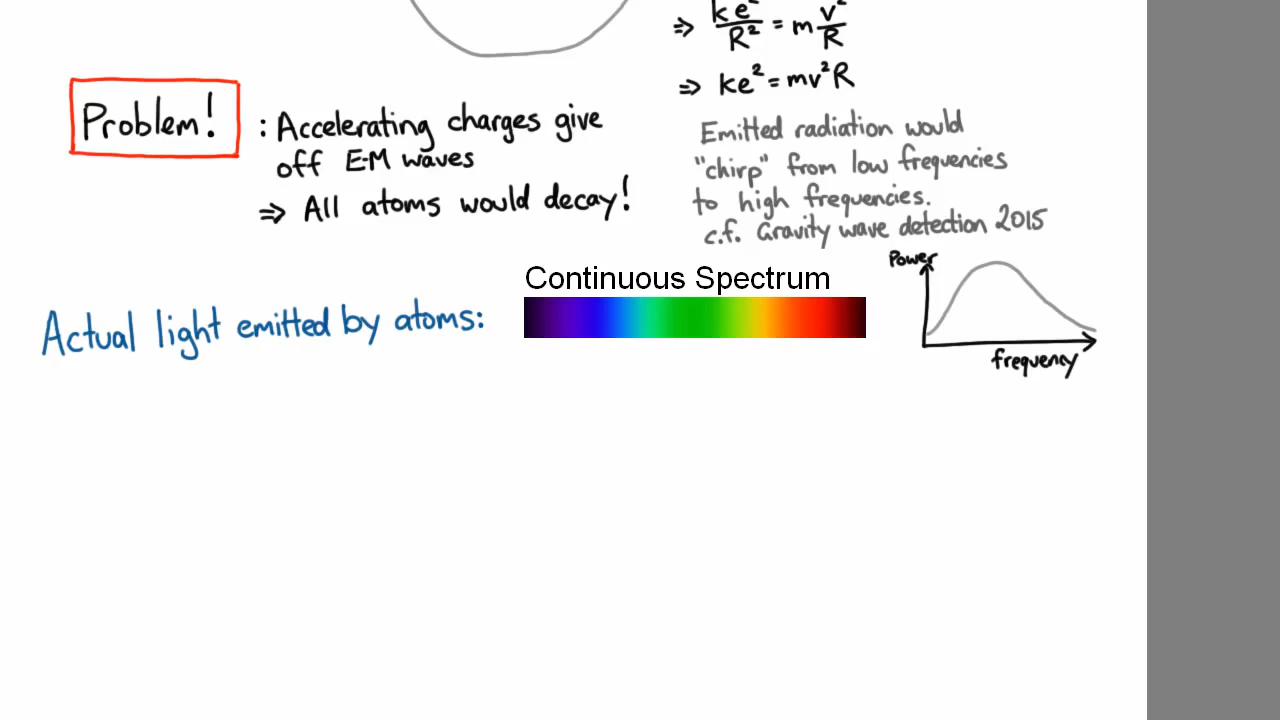 ⇒ ke²/R² = m v²/R
⇒ ke² = mv²R
Problem!
: Accelerating charges give
off E-M waves
⇒ All atoms would decay!
Emitted radiation would
"chirp" from low frequencies
to high frequencies.
c.f. Gravity wave detection 2015
Actual light emitted by atoms:
Continuous Spectrum
Power
frequency